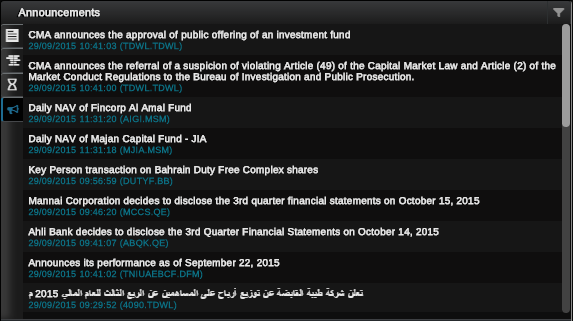 Announcements
CMA announces the approval of public offering of an investment fund
29/09/2015 10:41:03 (TDWL.TDWL)
CMA announces the referral of a suspicion of violating Article (49) of the Capital Market Law and Article (2) of the
Market Conduct Regulations to the Bureau of Investigation and Public Prosecution.
29/09/2015 10:41:00 (TDWL.TDWL)
Daily NAV of Fincorp Al Amal Fund
29/09/2015 11:31:20 (AIGI.MSM)
Daily NAV of Majan Capital Fund - JIA
29/09/2015 11:31:18 (MJIA.MSM)
Key Person transaction on Bahrain Duty Free Complex shares
29/09/2015 09:56:59 (DUTYF.BB)
Mannai Corporation decides to disclose the 3rd quarter financial statements on October 15, 2015
29/09/2015 09:46:20 (MCCS.QE)
Ahli Bank decides to disclose the 3rd Quarter Financial Statements on October 14, 2015
29/09/2015 09:41:07 (ABQK.QE)
Announces its performance as of September 22, 2015
29/09/2015 10:41:02 (TNIUAEBCF.DFM)
تعلن شركة طيبة القابضة عن توزيع أرباح على المساهمين عن الربع الثالث للعام المالي 2015 م
29/09/2015 09:29:52 (4090.TDWL)